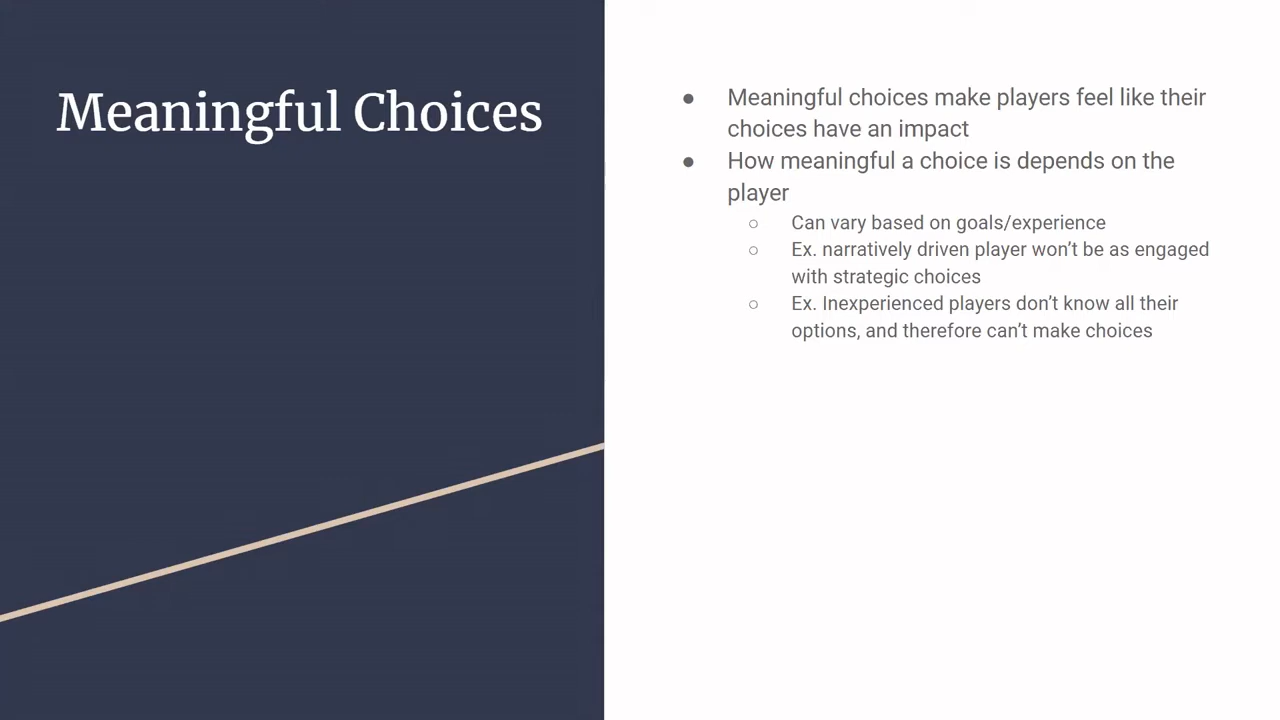 Meaningful Choices
● Meaningful choices make players feel like their
choices have an impact
● How meaningful a choice is depends on the
player
○ Can vary based on goals/experience
○ Ex. narratively driven player won’t be as engaged
with strategic choices
○ Ex. Inexperienced players don’t know all their
options, and therefore can’t make choices